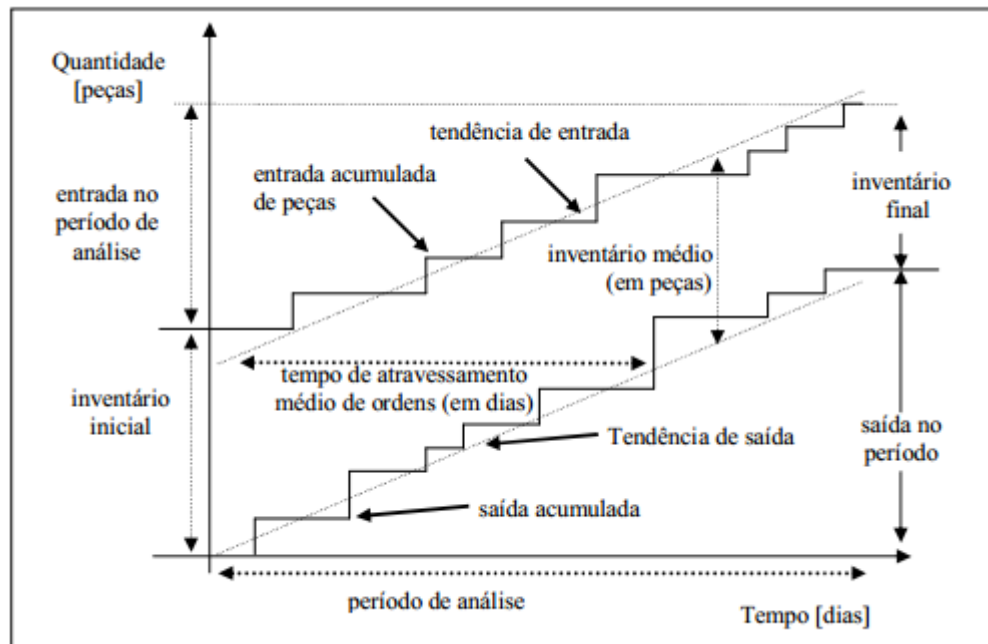 Quantidade
[peças]
tendência de entrada
entrada acumulada
de peças
entrada no
período de
análise
inventário
final
inventário médio
(em peças)
tempo de atravessamento
médio de ordens (em dias)
inventário
inicial
Tendência de saída
saída no
período
saída acumulada
período de análise
Tempo [dias]